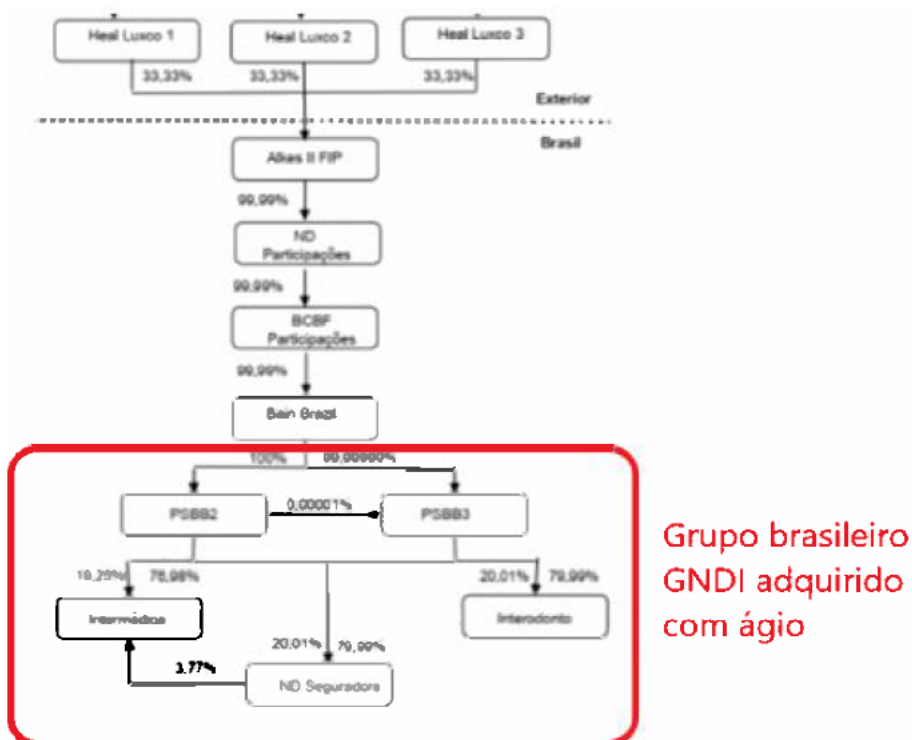 Heal Luxco 1
Heal Luxco 2
Heal Luxco 3
33,33%
33,33%
33,33%
Exterior
Brasil
Alkes II FIP
99,99%
ND
Participações
99,99%
BCBF
Participações
99,99%
Bain Brazil
100%
PSBB2
0,00001%
PSBB3
76,98%
20,01%
79,99%
Intermédica
Interodonto
20,01%
79,99%
3,77%
ND Seguradora
Grupo brasileiro
GNDI adquirido
com ágio